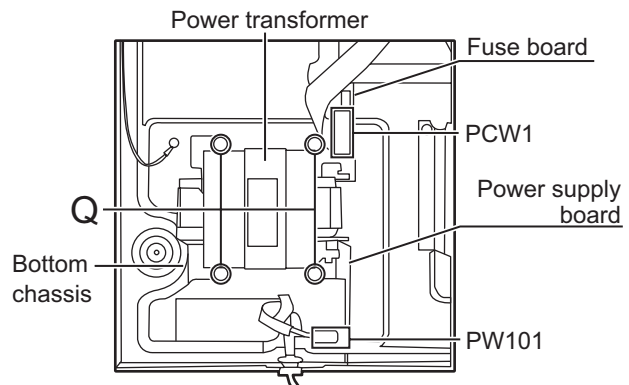 Power transformer
Fuse board
PCW1
Q
Power supply
board
Bottom
chassis
PW101